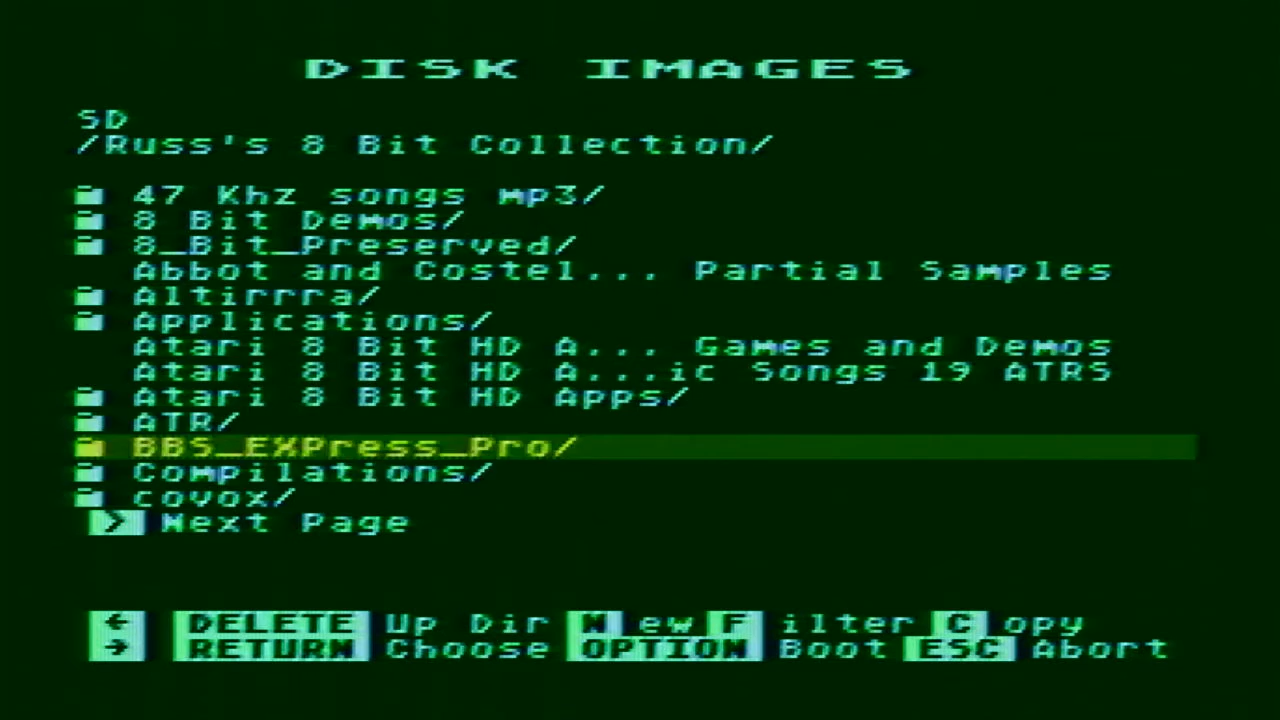 DISK IMAGES
SD
/Russ's 8 Bit Collection/
47 Khz songs mp3/
8 Bit Demos/
8_Bit_Preserved/
Abbot and Costel... Partial Samples
Altirrra/
Applications/
Atari 8 Bit HD A... Games and Demos
Atari 8 Bit HD A...ic Songs 19 ATRS
Atari 8 Bit HD Apps/
ATR/
BBS_EXPress_Pro/
Compilations/
covox/
> Next Page
← DELETE Up Dir New Filter Copy
→ RETURN Choose OPTION Boot ESC Abort